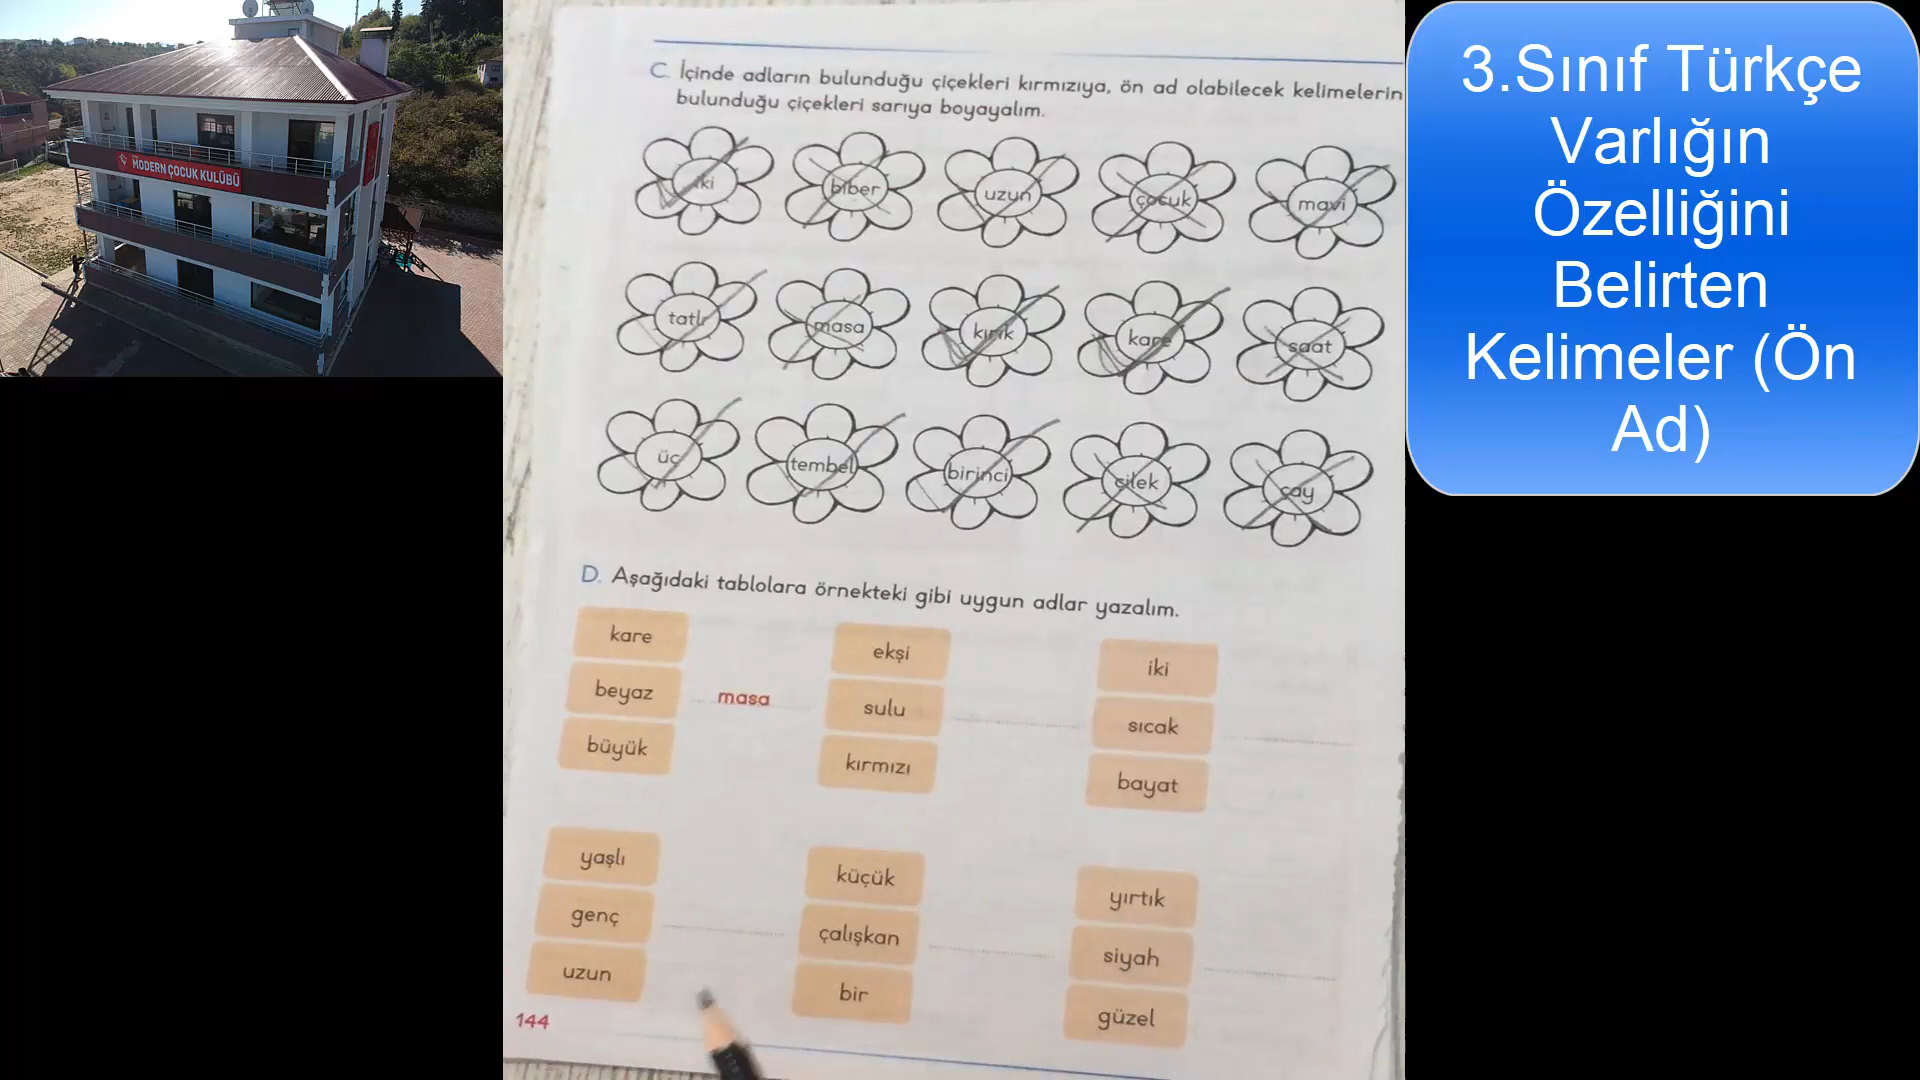 MODERN ÇOCUK KULÜBÜ
C. İçinde adların bulunduğu çiçekleri kırmızıya, ön ad olabilecek kelimelerin
bulunduğu çiçekleri sarıya boyayalım.
iki biber uzun çocuk mavi
tatlı masa kırık kare saat
üç tembel birinci çilek çay
D. Aşağıdaki tablolara örnekteki gibi uygun adlar yazalım.
kare
beyaz
büyük
masa
ekşi
sulu
kırmızı
iki
sıcak
bayat
yaşlı
genç
uzun
küçük
çalışkan
bir
yırtık
siyah
güzel
144
3.Sınıf Türkçe
Varlığın
Özelliğini
Belirten
Kelimeler (Ön
Ad)